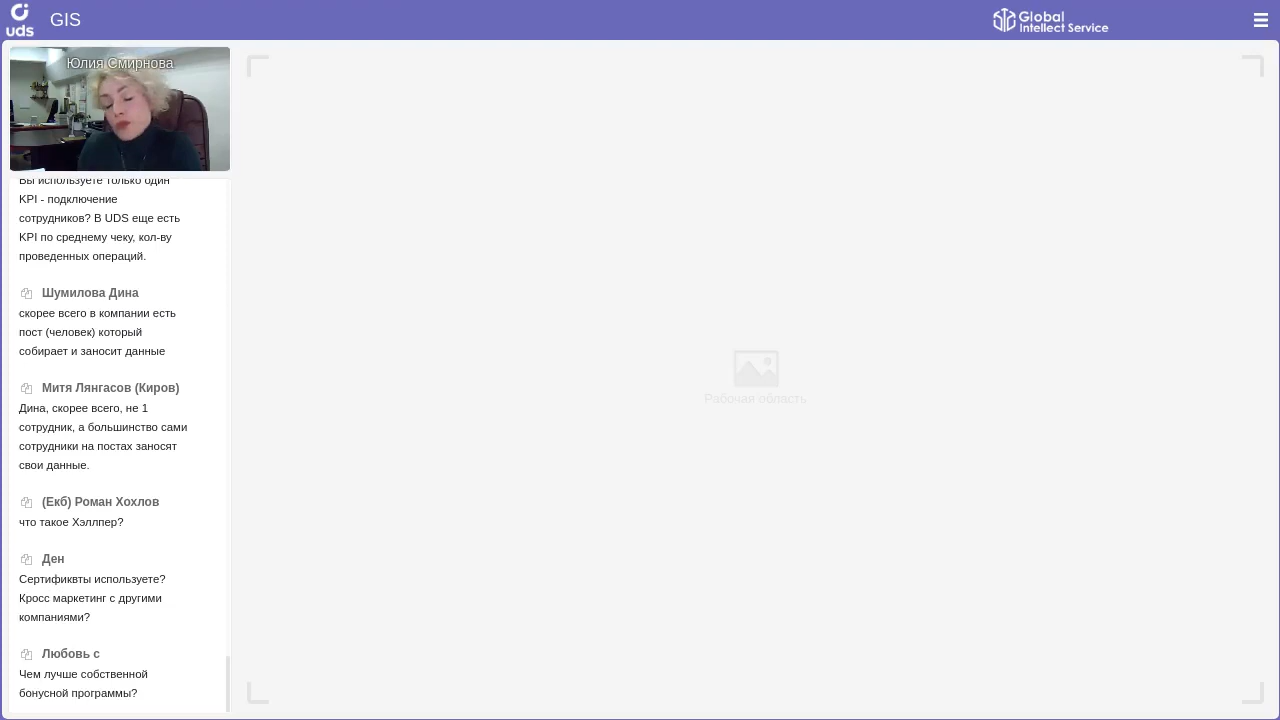 uds
GIS
Global
Intellect Service
Юлия Смирнова
Вы используете только один
KPI - подключение
сотрудников? В UDS еще есть
KPI по среднему чеку, кол-ву
проведенных операций.
Шумилова Дина
скорее всего в компании есть
пост (человек) который
собирает и заносит данные
Митя Лянгасов (Киров)
Дина, скорее всего, не 1
сотрудник, а большинство сами
сотрудники на постах заносят
свои данные.
(Екб) Роман Хохлов
что такое Хэллпер?
Ден
Сертификвты используете?
Кросс маркетинг с другими
компаниями?
Любовь с
Чем лучше собственной
бонусной программы?
Рабочая область